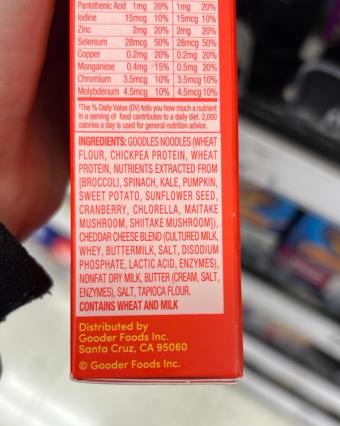 Pantothenic Acid 1mg 20% 1mg 20%
Iodine 15mcg 10% 15mcg 10%
Zinc 2mg 20% 2mg 20%
Selenium 28mcg 50% 28mcg 50%
Copper 0.2mg 20% 0.2mg 20%
Manganese 0.4mg 15% 0.5mg 20%
Chromium 3.5mcg 10% 3.5mcg 10%
Molybdenum 4.5mcg 10% 4.5mcg 10%
*The % Daily Value (DV) tells you how much a nutrient
in a serving of food contributes to a daily diet. 2,000
calories a day is used for general nutrition advice.
INGREDIENTS: GOODLES NOODLES (WHEAT
FLOUR, CHICKPEA PROTEIN, WHEAT
PROTEIN, NUTRIENTS EXTRACTED FROM
[BROCCOLI, SPINACH, KALE, PUMPKIN,
SWEET POTATO, SUNFLOWER SEED,
CRANBERRY, CHLORELLA, MAITAKE
MUSHROOM, SHIITAKE MUSHROOM]),
CHEDDAR CHEESE BLEND (CULTURED MILK,
WHEY, BUTTERMILK, SALT, DISODIUM
PHOSPHATE, LACTIC ACID, ENZYMES),
NONFAT DRY MILK, BUTTER (CREAM, SALT,
ENZYMES), SALT, TAPIOCA FLOUR.
CONTAINS WHEAT AND MILK
Distributed by
Gooder Foods Inc.
Santa Cruz, CA 95060
© Gooder Foods Inc.